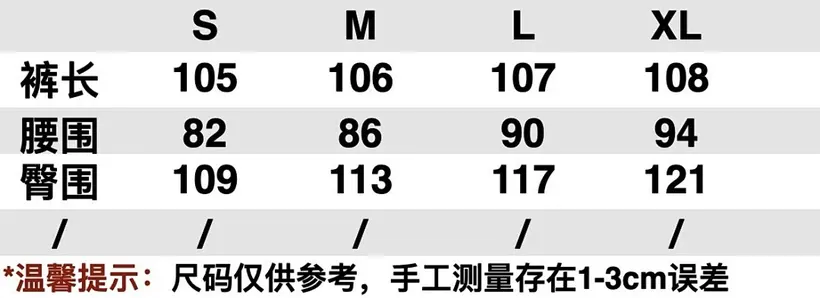 S M L XL
裤长 105 106 107 108
腰围 82 86 90 94
臀围 109 113 117 121
/ / / / /
*温馨提示：尺码仅供参考，手工测量存在1-3cm误差